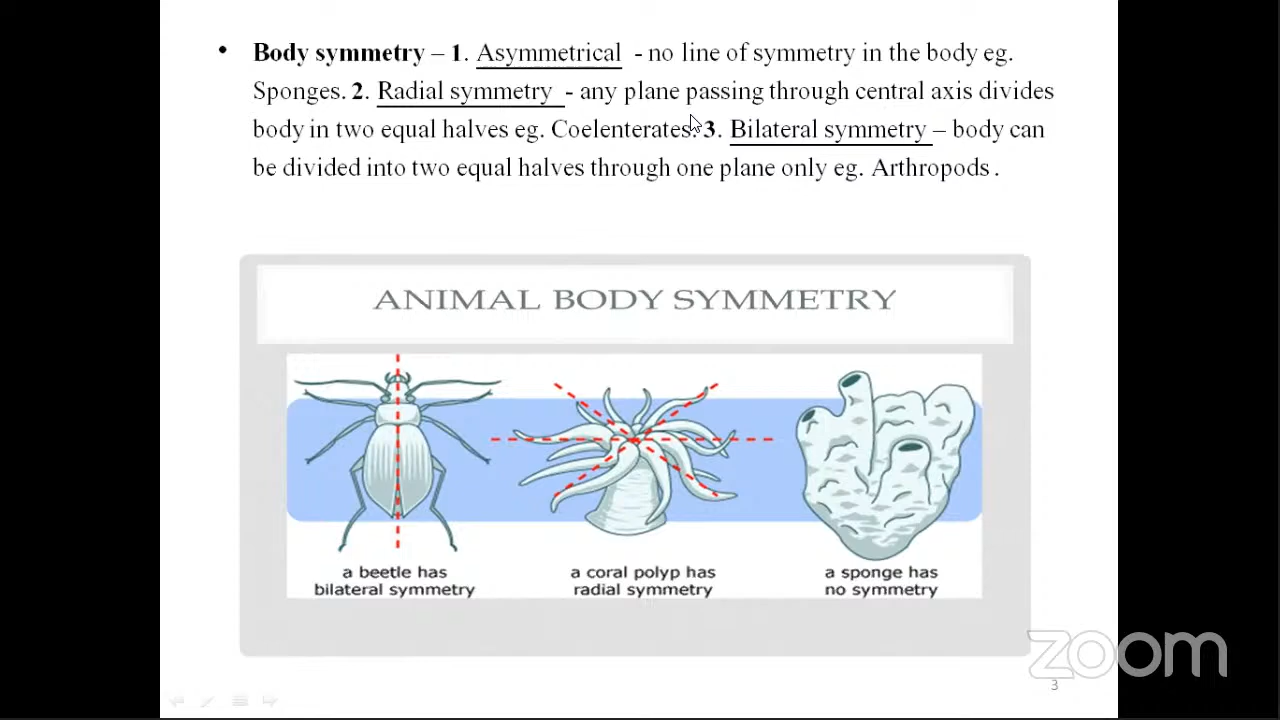 • Body symmetry – 1. Asymmetrical - no line of symmetry in the body eg.
Sponges. 2. Radial symmetry - any plane passing through central axis divides
body in two equal halves eg. Coelenterates. 3. Bilateral symmetry – body can
be divided into two equal halves through one plane only eg. Arthropods .
ANIMAL BODY SYMMETRY
a beetle has
bilateral symmetry
a coral polyp has
radial symmetry
a sponge has
no symmetry
zoom
3